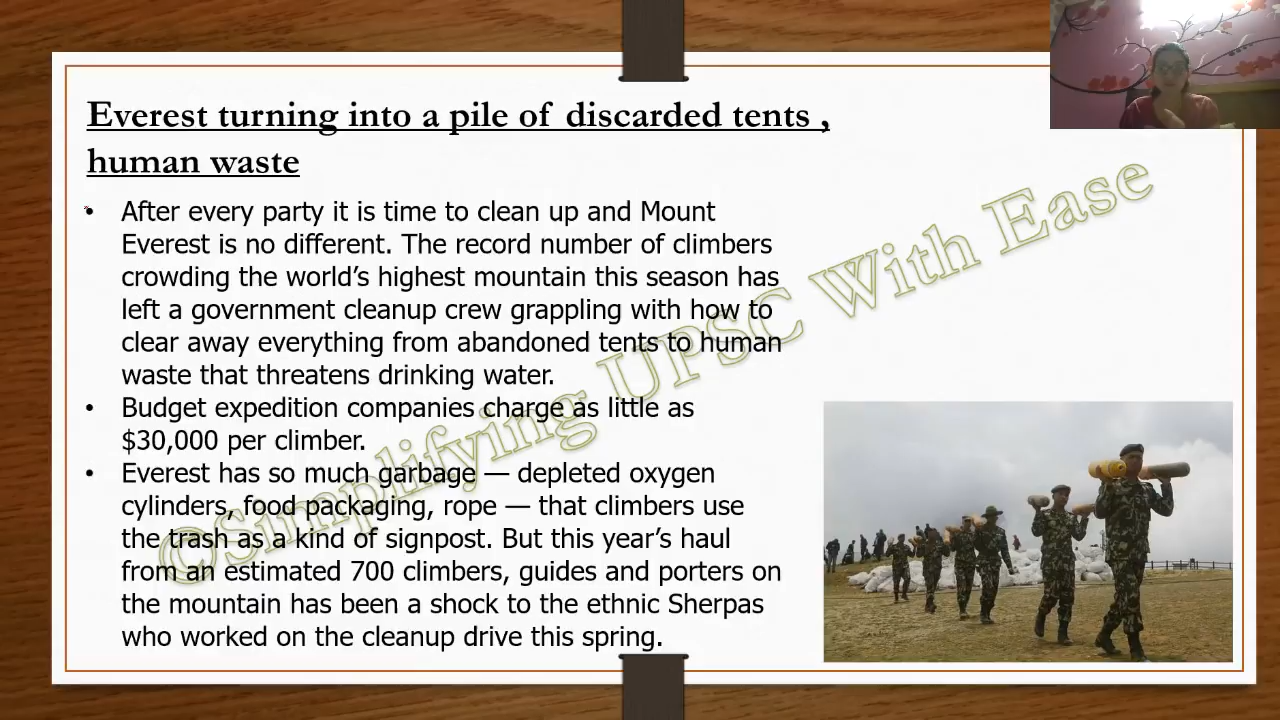 Everest turning into a pile of discarded tents ,
human waste
• After every party it is time to clean up and Mount
Everest is no different. The record number of climbers
crowding the world’s highest mountain this season has
left a government cleanup crew grappling with how to
clear away everything from abandoned tents to human
waste that threatens drinking water.
• Budget expedition companies charge as little as
$30,000 per climber.
• Everest has so much garbage — depleted oxygen
cylinders, food packaging, rope — that climbers use
the trash as a kind of signpost. But this year’s haul
from an estimated 700 climbers, guides and porters on
the mountain has been a shock to the ethnic Sherpas
who worked on the cleanup drive this spring.
©Simplifying UPSC With Ease